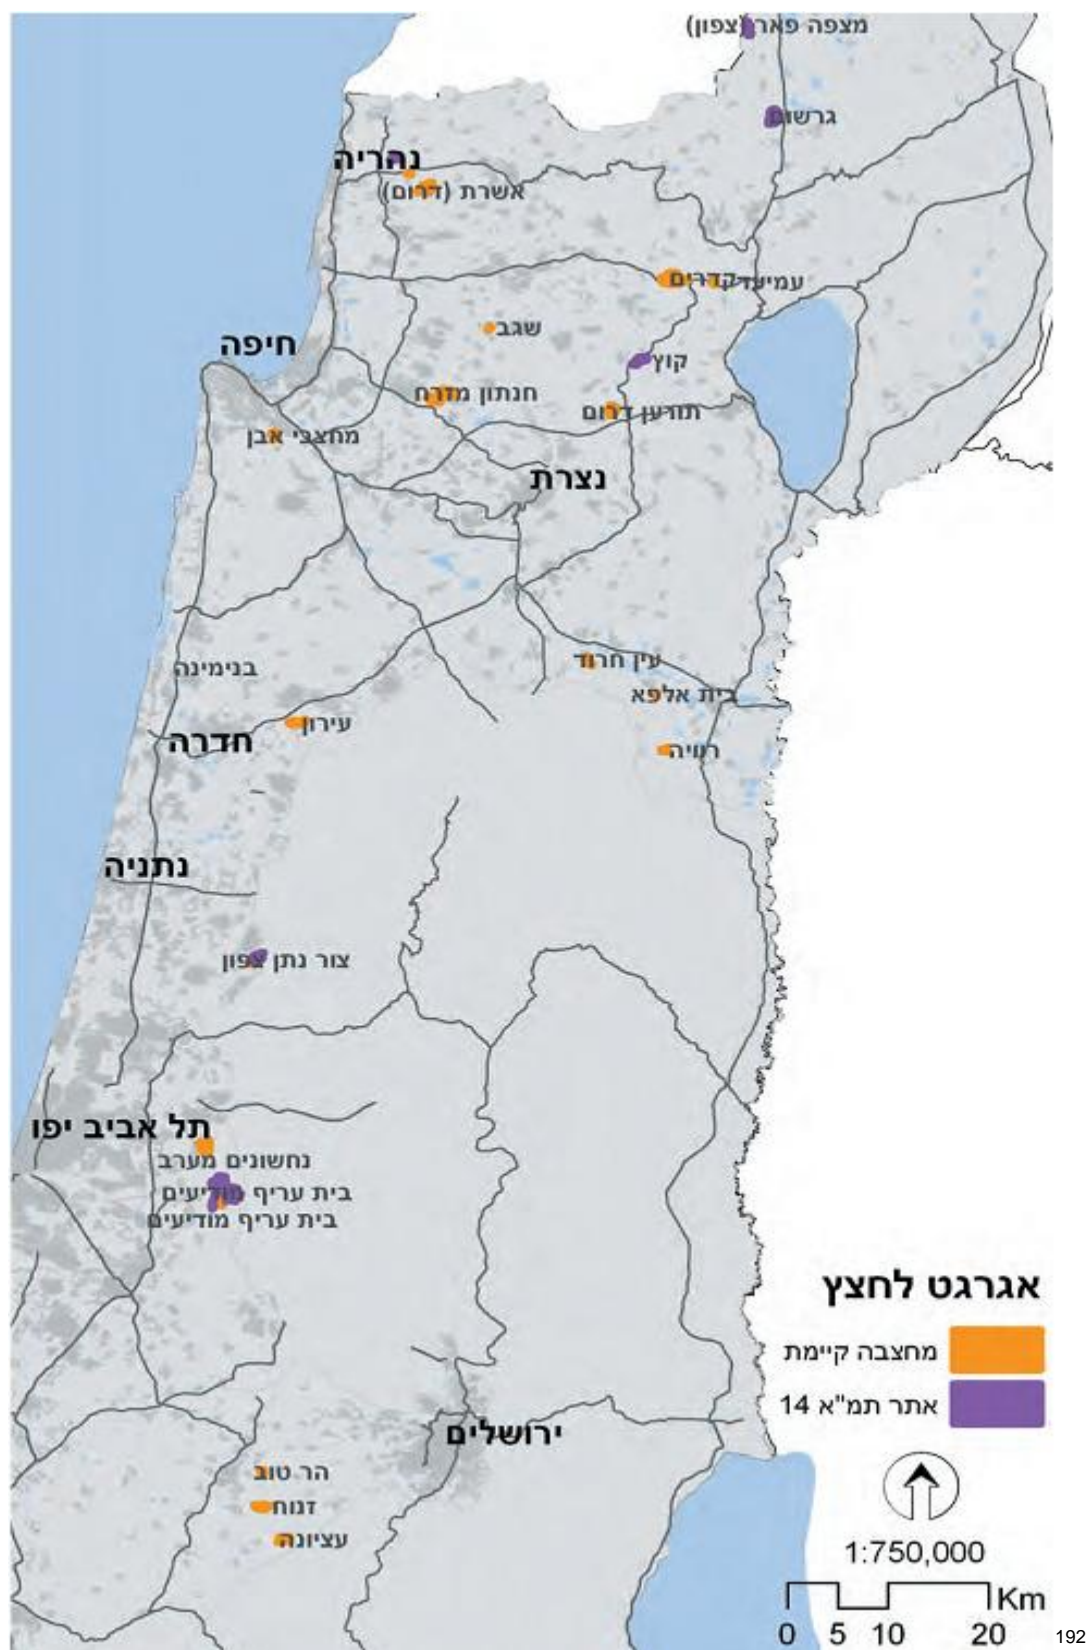 מצפה פאר (צפון)
גרשום
נהריה
אשרת (דרום)
קדרים
עמיעד
שגב
חיפה
קוץ
חנתון מזרח
תורען דרום
מחצבי אבן
נצרת
עין חרוד
בנימינה
בית אלפא
עירון
חדרה
רוויה
נתניה
צור נתן צפון
תל אביב יפו
נחשונים מערב
בית עריף מודיעים
בית עריף מודיעים
אגרגט לחצץ
מחצבה קיימת
אתר תמ"א 14
ירושלים
הר טוב
זנוח
עציונה
1:750,000
Km
0 5 10 20
192